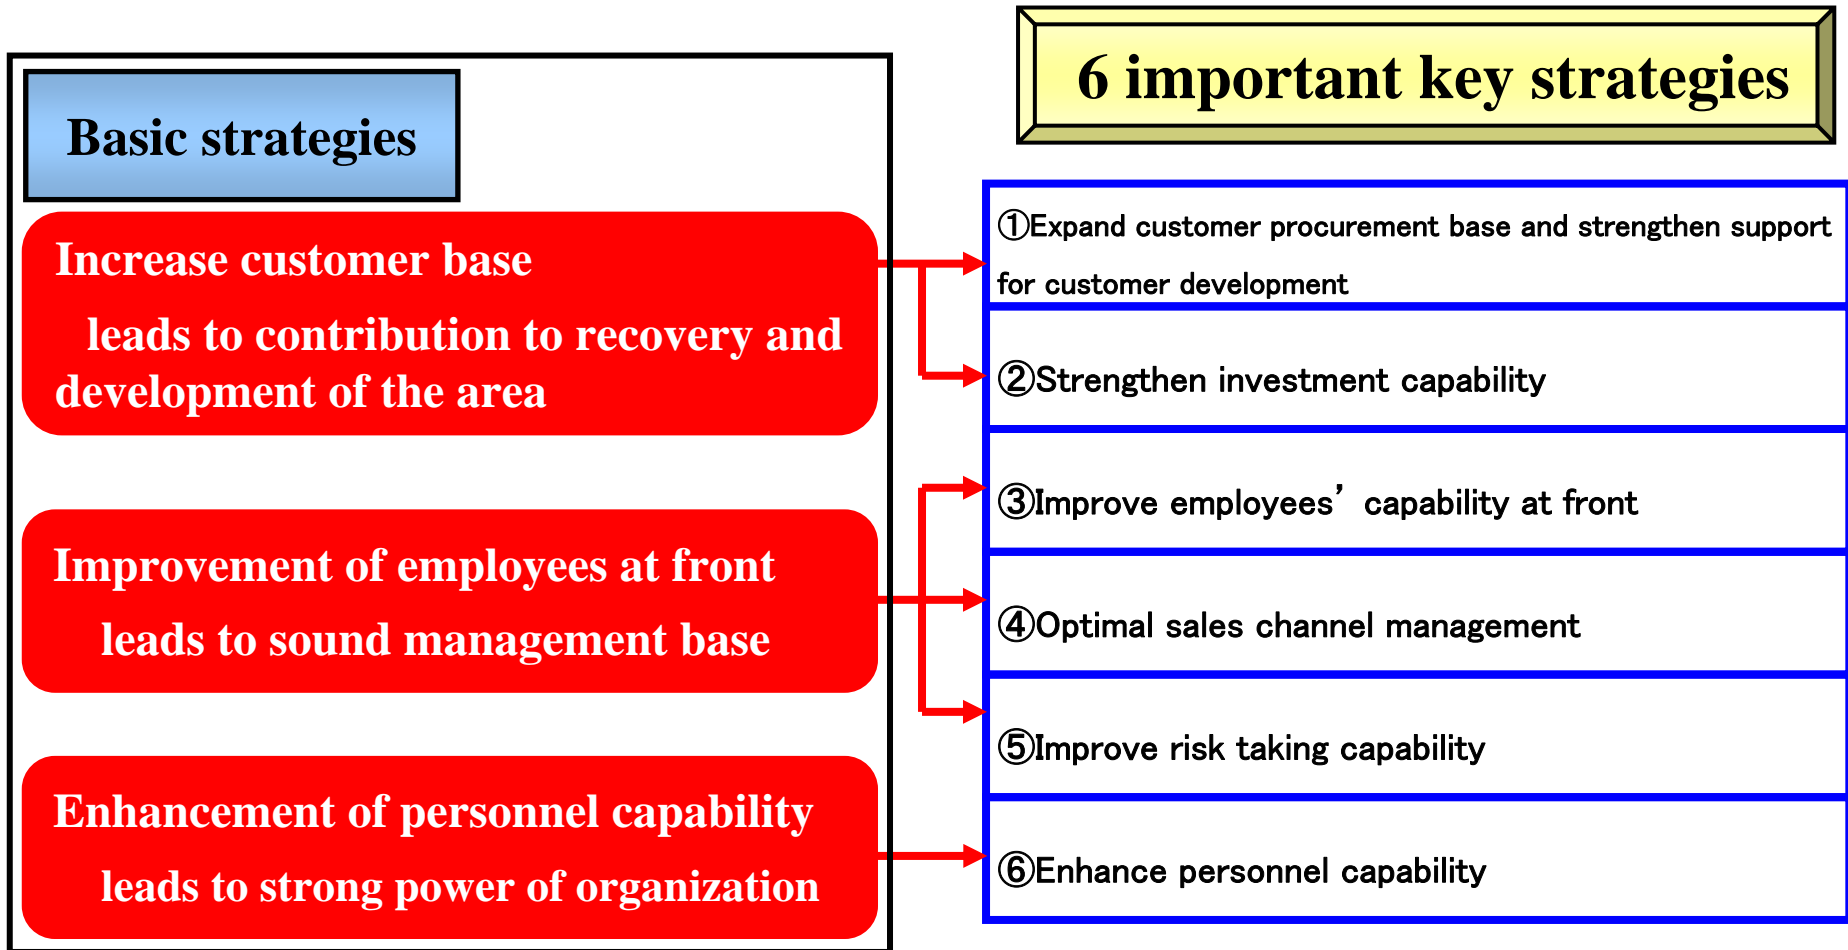 6 important key strategies
Basic strategies
Increase customer base
leads to contribution to recovery and
development of the area
Improvement of employees at front
leads to sound management base
Enhancement of personnel capability
leads to strong power of organization
①Expand customer procurement base and strengthen support
for customer development
②Strengthen investment capability
③Improve employees’ capability at front
④Optimal sales channel management
⑤Improve risk taking capability
⑥Enhance personnel capability